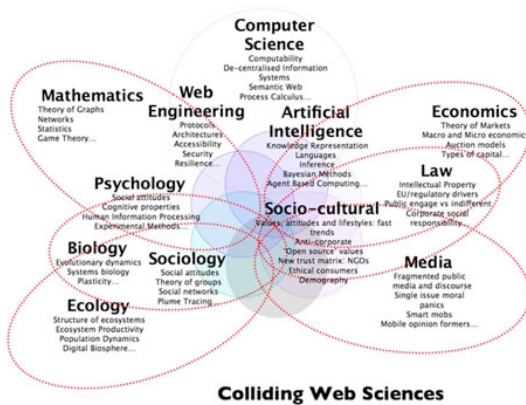 Computer
Science
Computability
De-centralised Information
Systems
Semantic Web
Process Calculus...
Mathematics
Theory of Graphs
Networks
Statistics
Game Theory...
Web
Engineering
Protocols
Architectures
Accessibility
Security
Resilience...
Artificial
Intelligence
Knowledge Representation
Languages
Inference
Bayesian Methods
Agent Based Computing...
Economics
Theory of Markets
Macro and Micro economic
Auction models
Types of capital...
Law
Intellectual Property
EU/regulatory drivers
Public engage vs indifferent
Corporate social
responsibility
Psychology
Social attitudes
Cognitive properties
Human Information Processing
Experimental Methods
Socio-cultural
Values, attitudes and lifestyles: fast
trends
Anti-corporate
'Open source' values
New trust matrix: NGOs
Ethical consumers
Demography
Biology
Evolutionary dynamics
Systems biology
Plasticity...
Sociology
Social attitudes
Theory of groups
Social networks
Plume Tracing
Media
Fragmented public
media and discourse
Single issue moral
panics
Smart mobs
Mobile opinion formers...
Ecology
Structure of ecosystems
Ecosystem Productivity
Population Dynamics
Digital Biosphere...
Colliding Web Sciences